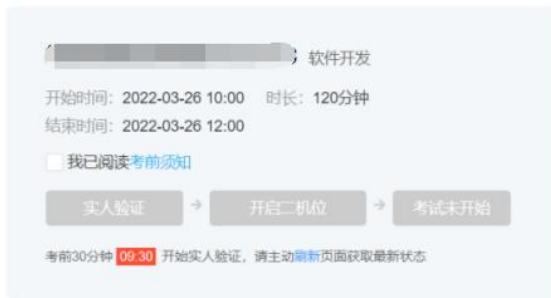 软件开发
开始时间：2022-03-26 10:00 时长：120分钟
结束时间：2022-03-26 12:00
我已阅读考前须知
实人验证 → 开启二机位 → 考试未开始
考前30分钟 09:30 开始实人验证，请主动刷新页面获取最新状态